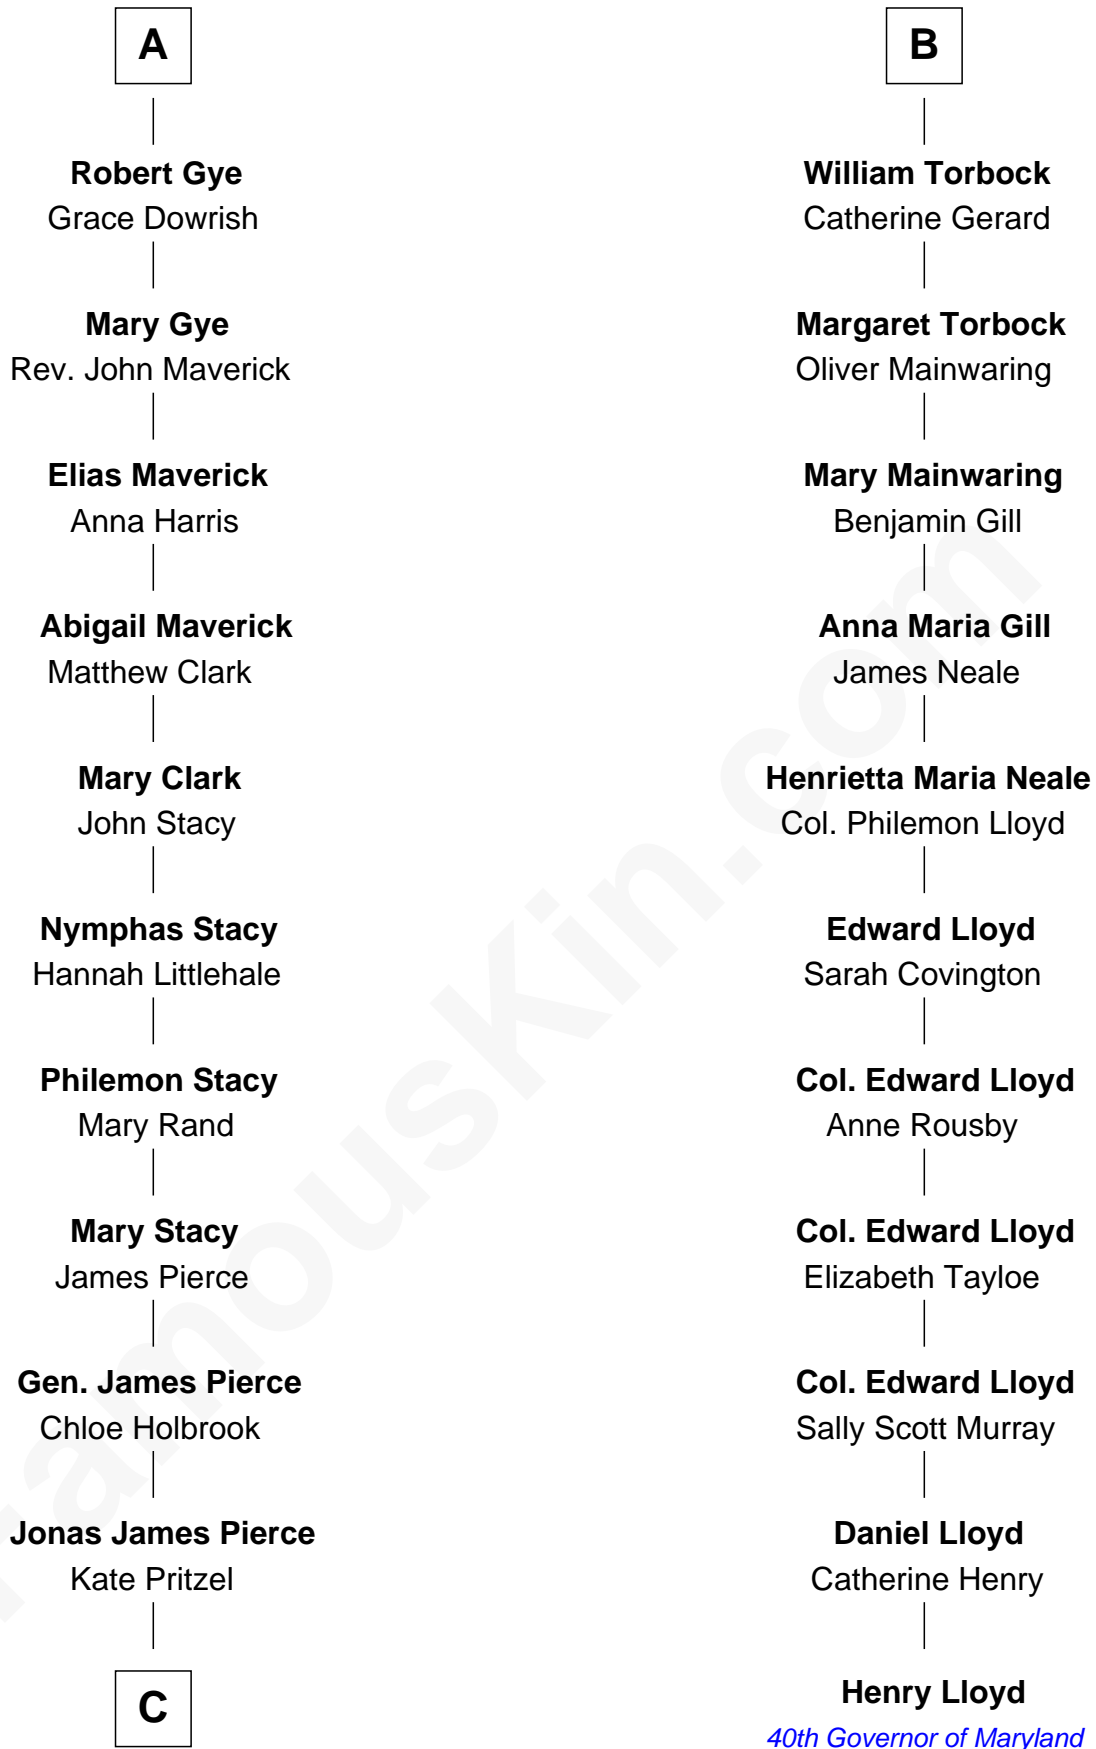 A
Robert Gye
Grace Dowrish
Mary Gye
Rev. John Maverick
Elias Maverick
Anna Harris
Abigail Maverick
Matthew Clark
Mary Clark
John Stacy
Nymphas Stacy
Hannah Littlehale
Philemon Stacy
Mary Rand
Mary Stacy
James Pierce
Gen. James Pierce
Chloe Holbrook
Jonas James Pierce
Kate Pritzel
C
B
William Torbock
Catherine Gerard
Margaret Torbock
Oliver Mainwaring
Mary Mainwaring
Benjamin Gill
Anna Maria Gill
James Neale
Henrietta Maria Neale
Col. Philemon Lloyd
Edward Lloyd
Sarah Covington
Col. Edward Lloyd
Anne Rousby
Col. Edward Lloyd
Elizabeth Tayloe
Col. Edward Lloyd
Sally Scott Murray
Daniel Lloyd
Catherine Henry
Henry Lloyd
40th Governor of Maryland
FamousKin.com